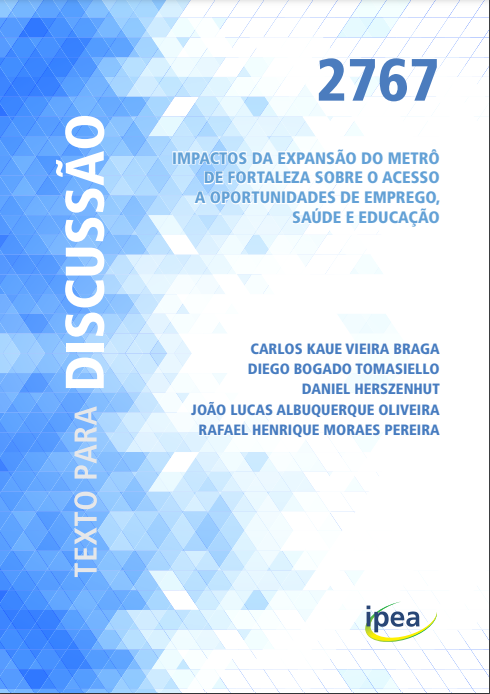 2767
IMPACTOS DA EXPANSÃO DO METRÔ
DE FORTALEZA SOBRE O ACESSO
A OPORTUNIDADES DE EMPREGO,
SAÚDE E EDUCAÇÃO
TEXTO PARA DISCUSSÃO
CARLOS KAUE VIEIRA BRAGA
DIEGO BOGADO TOMASIELLO
DANIEL HERSZENHUT
JOÃO LUCAS ALBUQUERQUE OLIVEIRA
RAFAEL HENRIQUE MORAES PEREIRA
ipea